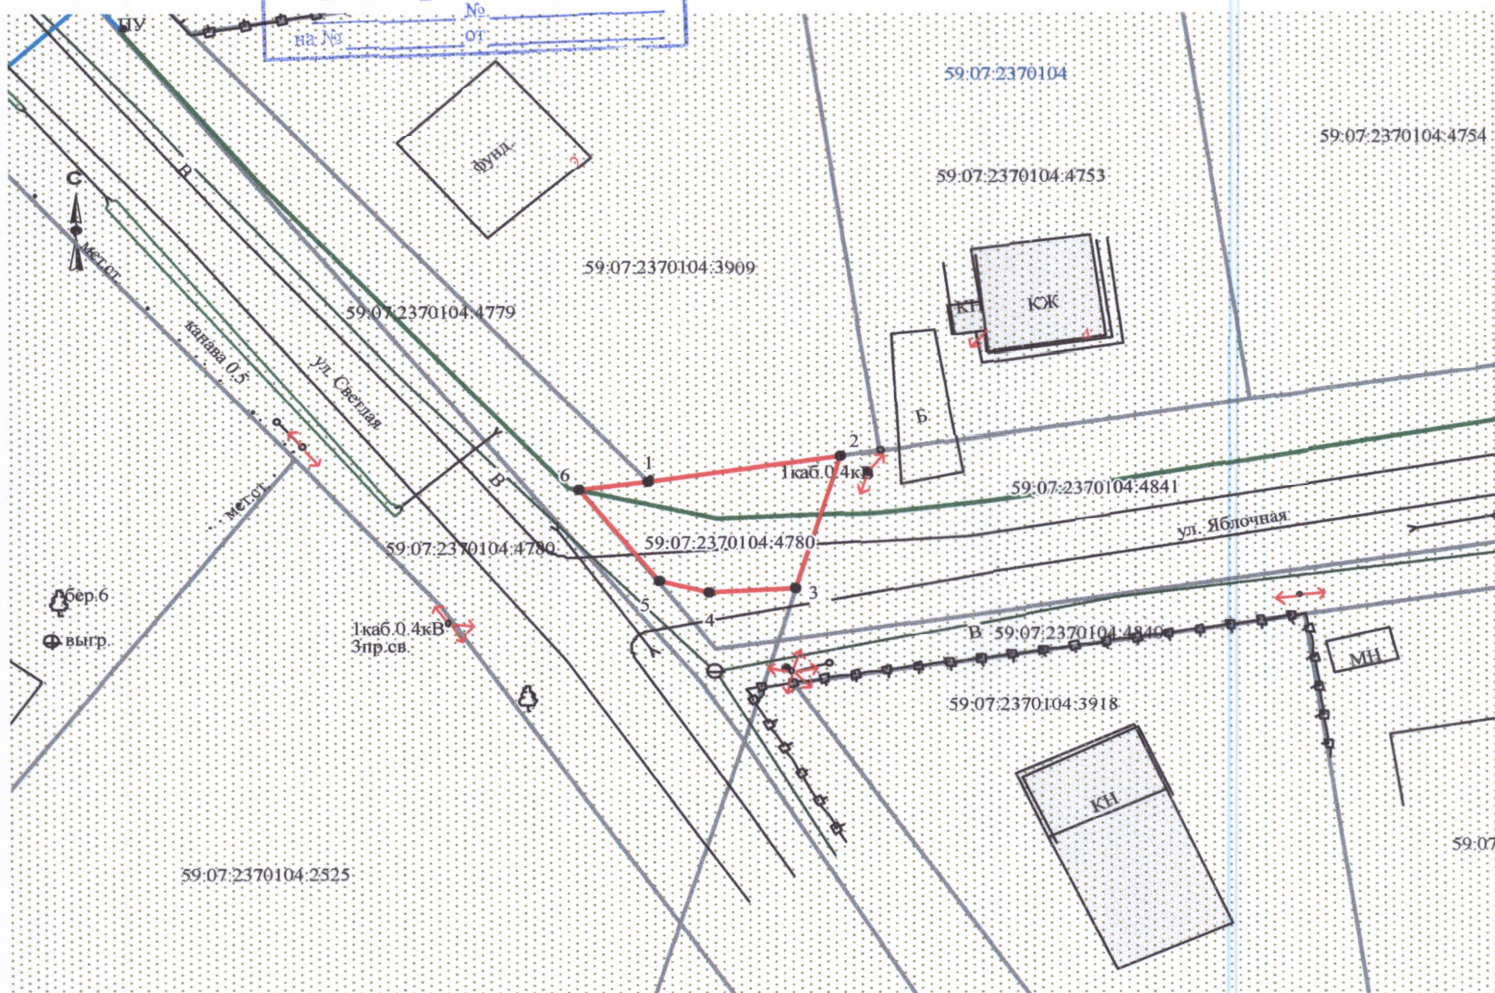 ПУ
№
на №
от
59:07:2370104
59:07:2370104:4754
фунд.
3
В
59:07:2370104:4753
С
мет.ст.
59:07:2370104:3909
59:07:2370104:4779
КН
КЖ
4
канава 0.5
ул. Светлая
Б
2
1
6
1каб.0.4кВ
В
59:07:2370104:4841
мет.ст.
ул. Яблочная
59:07:2370104:4780
59:07:2370104:4780
бер.6
3
5
4
выгр.
1каб.0.4кВ
3пр.св.
В
59:07:2370104:4840
МН
59:07:2370104:3918
КН
59:07
59:07:2370104:2525